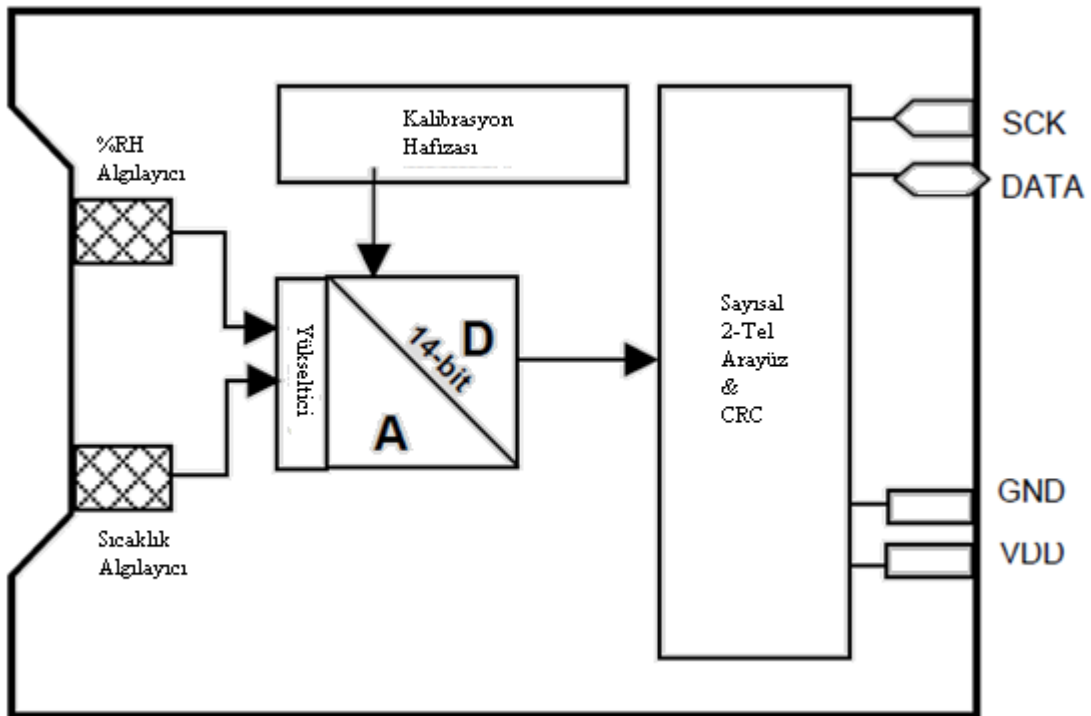 %RH
Algılayıcı
Kalibrasyon
Hafızası
SCK
DATA
Yükseltici
14-bit
D
A
Sayısal
2-Tel
Arayüz
&
CRC
GND
VDD
Sıcaklık
Algılayıcı